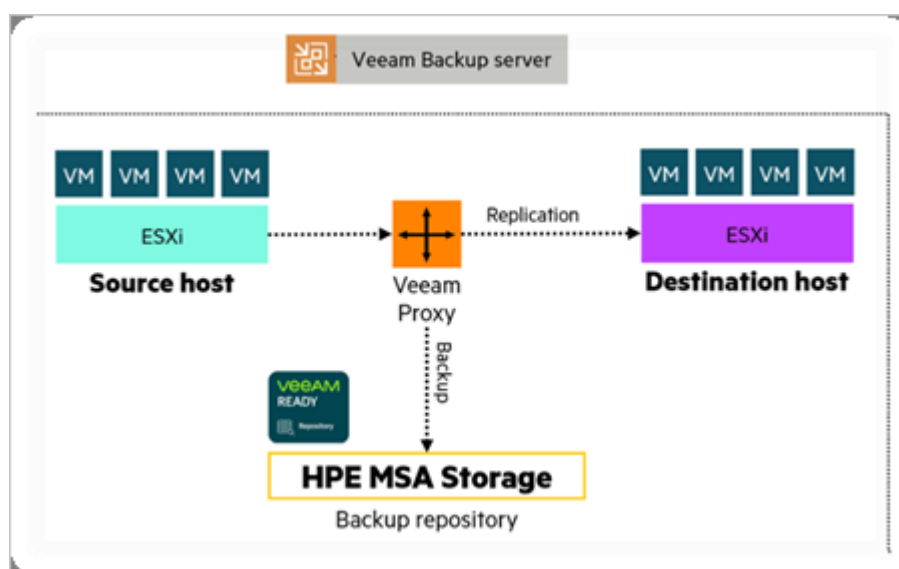 Veeam Backup server
VM VM VM VM
VM VM VM VM
ESXi
Replication
ESXi
Source host
Veeam
Proxy
Destination host
Backup
veeAM
READY
Repository
HPE MSA Storage
Backup repository